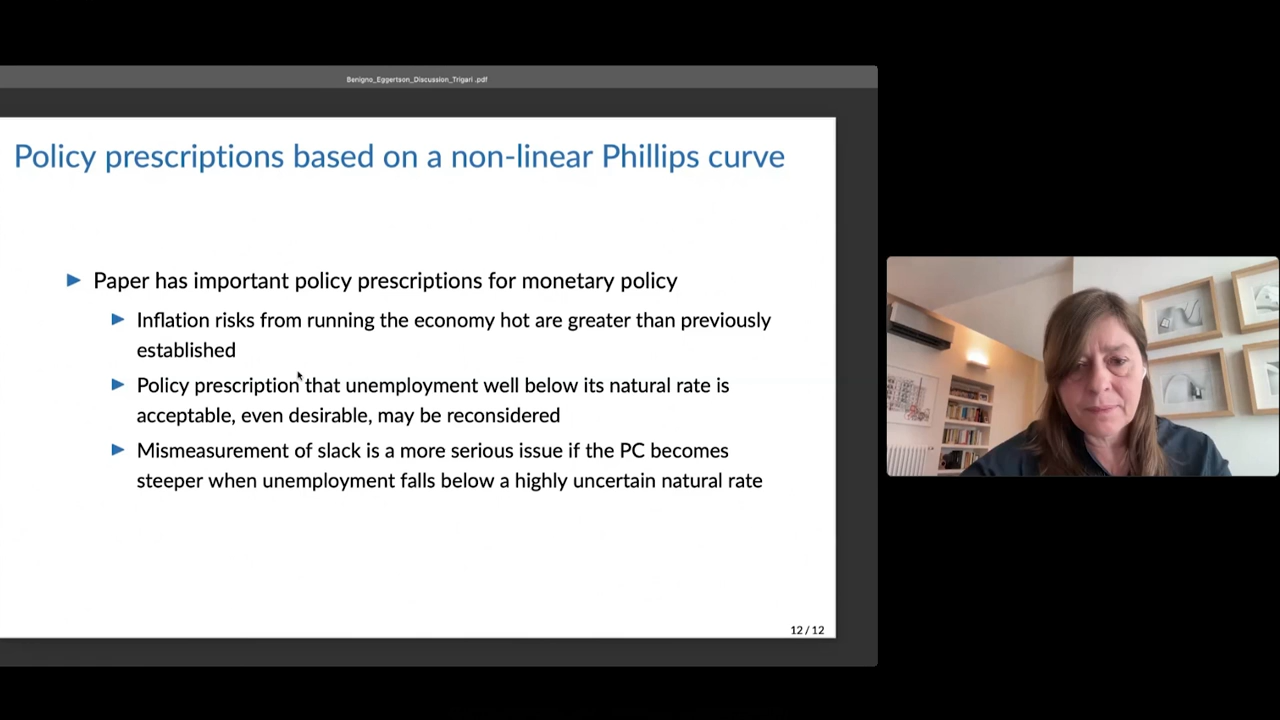 Benigno_Eggertson_Discussion_Trigari .pdf
Policy prescriptions based on a non-linear Phillips curve
Paper has important policy prescriptions for monetary policy
Inflation risks from running the economy hot are greater than previously
established
Policy prescription that unemployment well below its natural rate is
acceptable, even desirable, may be reconsidered
Mismeasurement of slack is a more serious issue if the PC becomes
steeper when unemployment falls below a highly uncertain natural rate
12 / 12